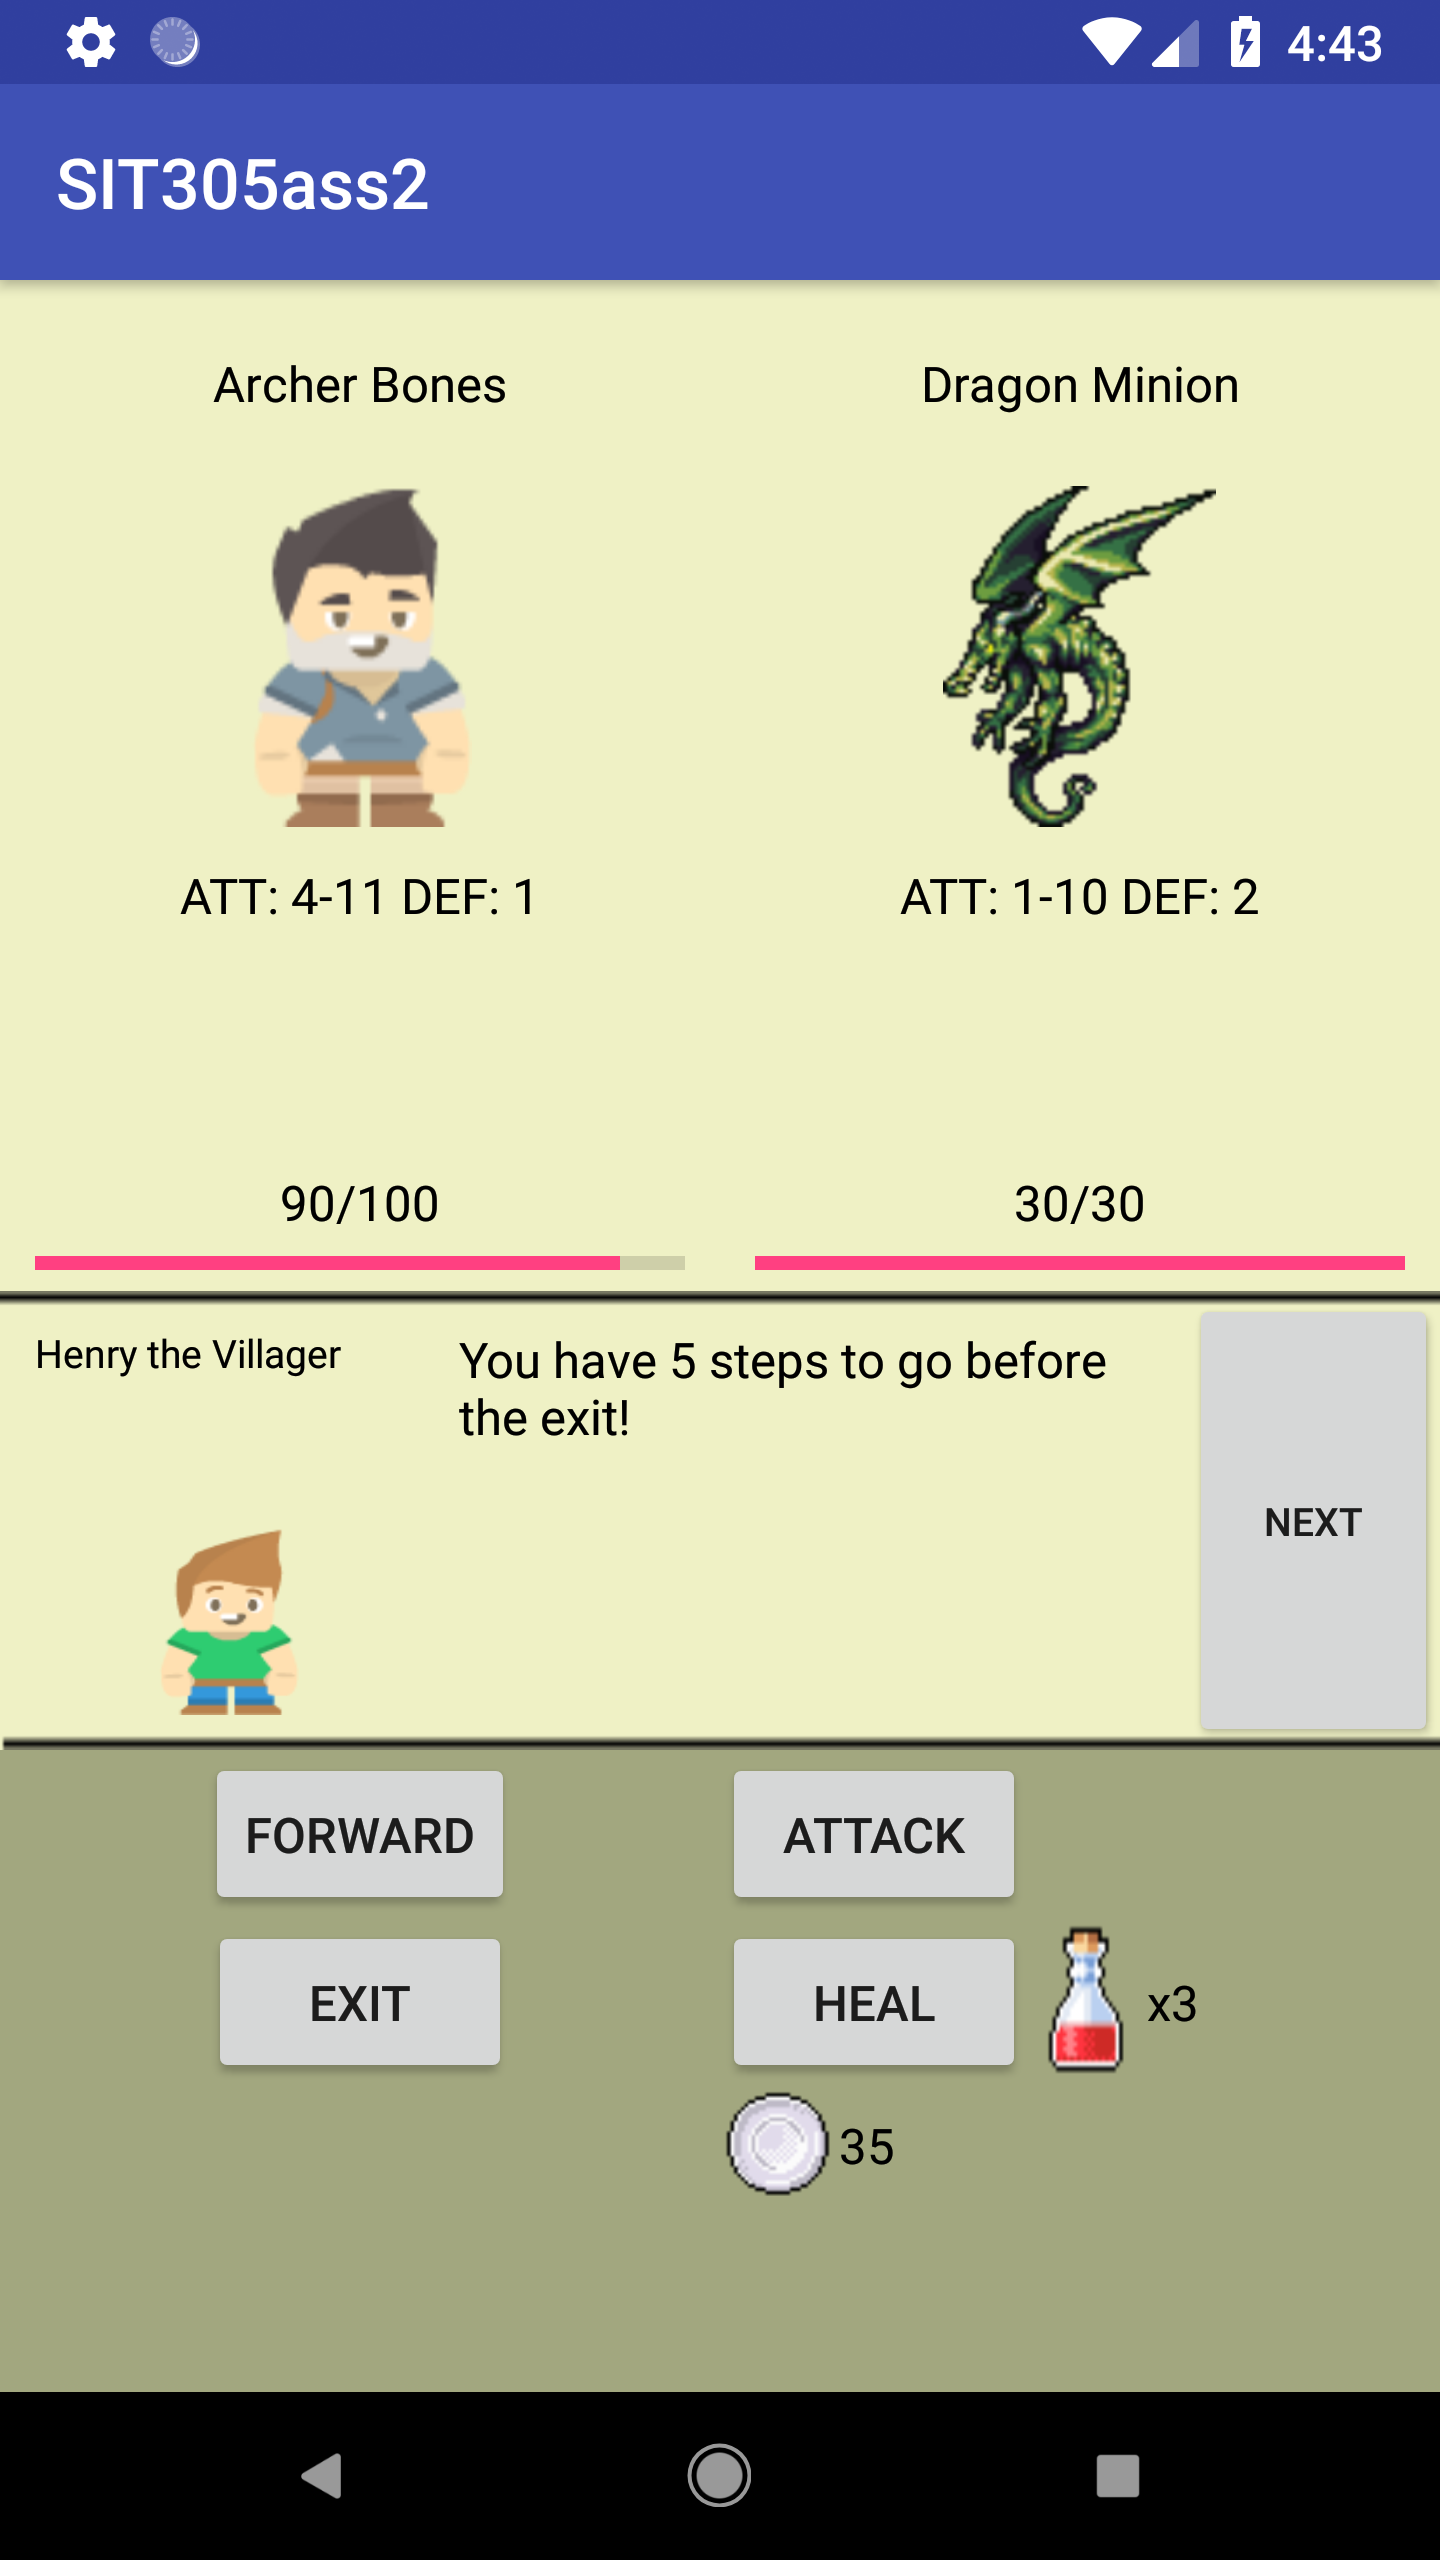 4:43
SIT305ass2
Archer Bones
Dragon Minion
ATT: 4-11 DEF: 1
ATT: 1-10 DEF: 2
90/100
30/30
Henry the Villager
You have 5 steps to go before
the exit!
NEXT
FORWARD
ATTACK
EXIT
HEAL
x3
35